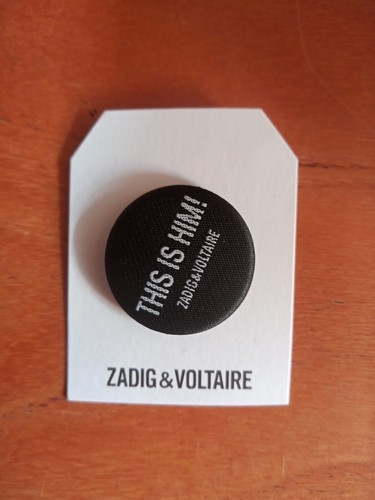 THIS IS HIM!
ZADIG&VOLTAIRE
ZADIG & VOLTAIRE